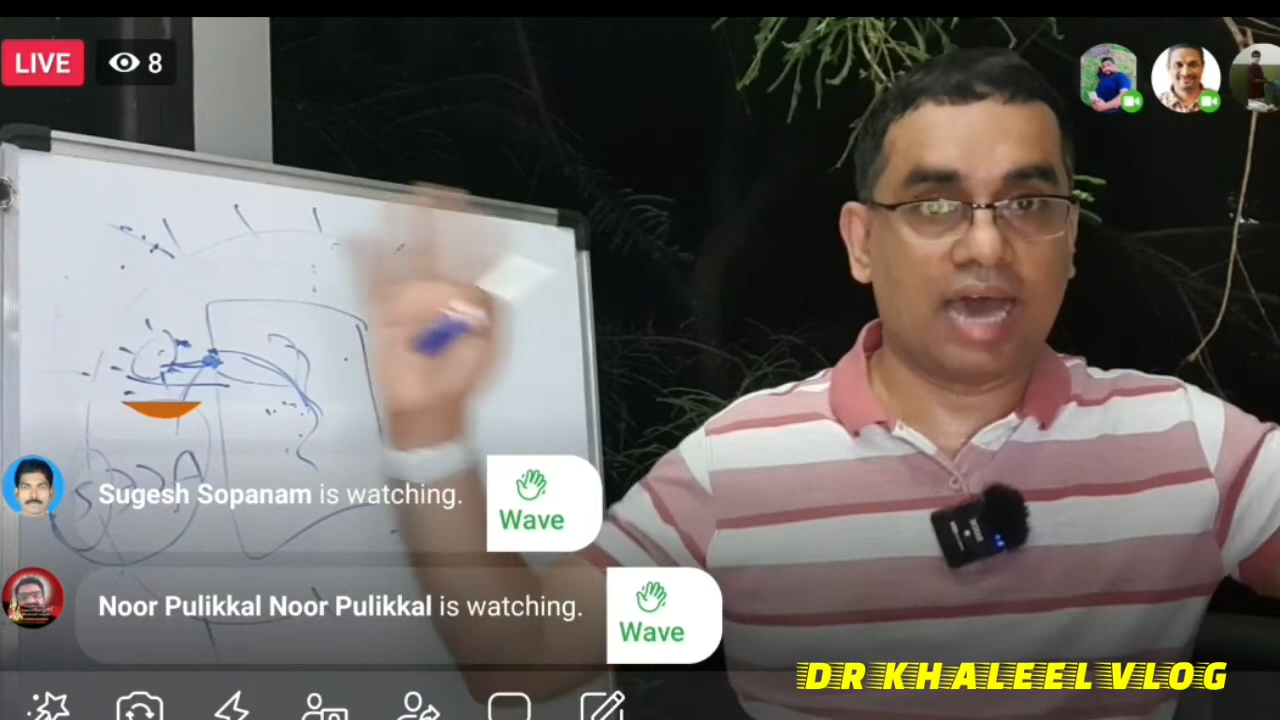 LIVE 8
Sugesh Sopanam is watching.
Wave
Noor Pulikkal Noor Pulikkal is watching.
Wave
DR KHALEEL VLOG